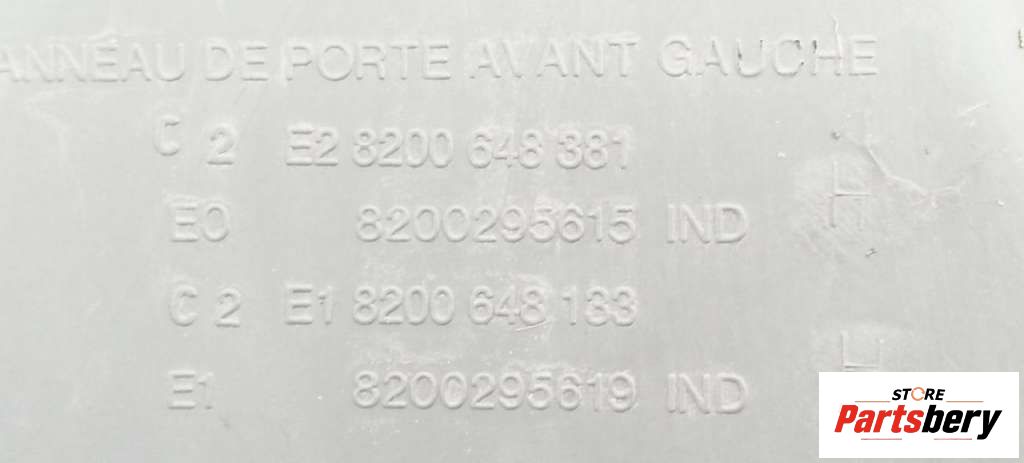 ANNEAU DE PORTE AVANT GAUCHE
C 2 E2 8200 648 381
E0 8200295615 IND H
C 2 E1 8200 648 133
E1 8200295619 IND H
STORE
Partsbery